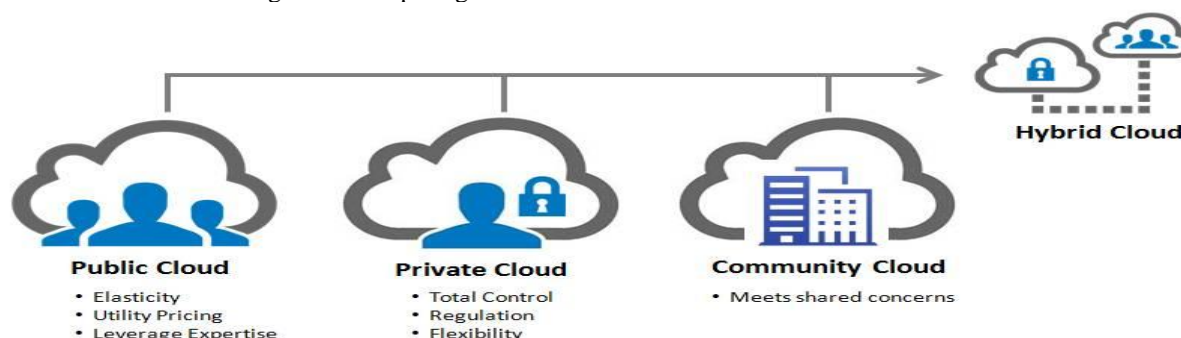 Hybrid Cloud
Public Cloud
• Elasticity
• Utility Pricing
• Leverage Expertise
Private Cloud
• Total Control
• Regulation
• Flexibility
Community Cloud
• Meets shared concerns